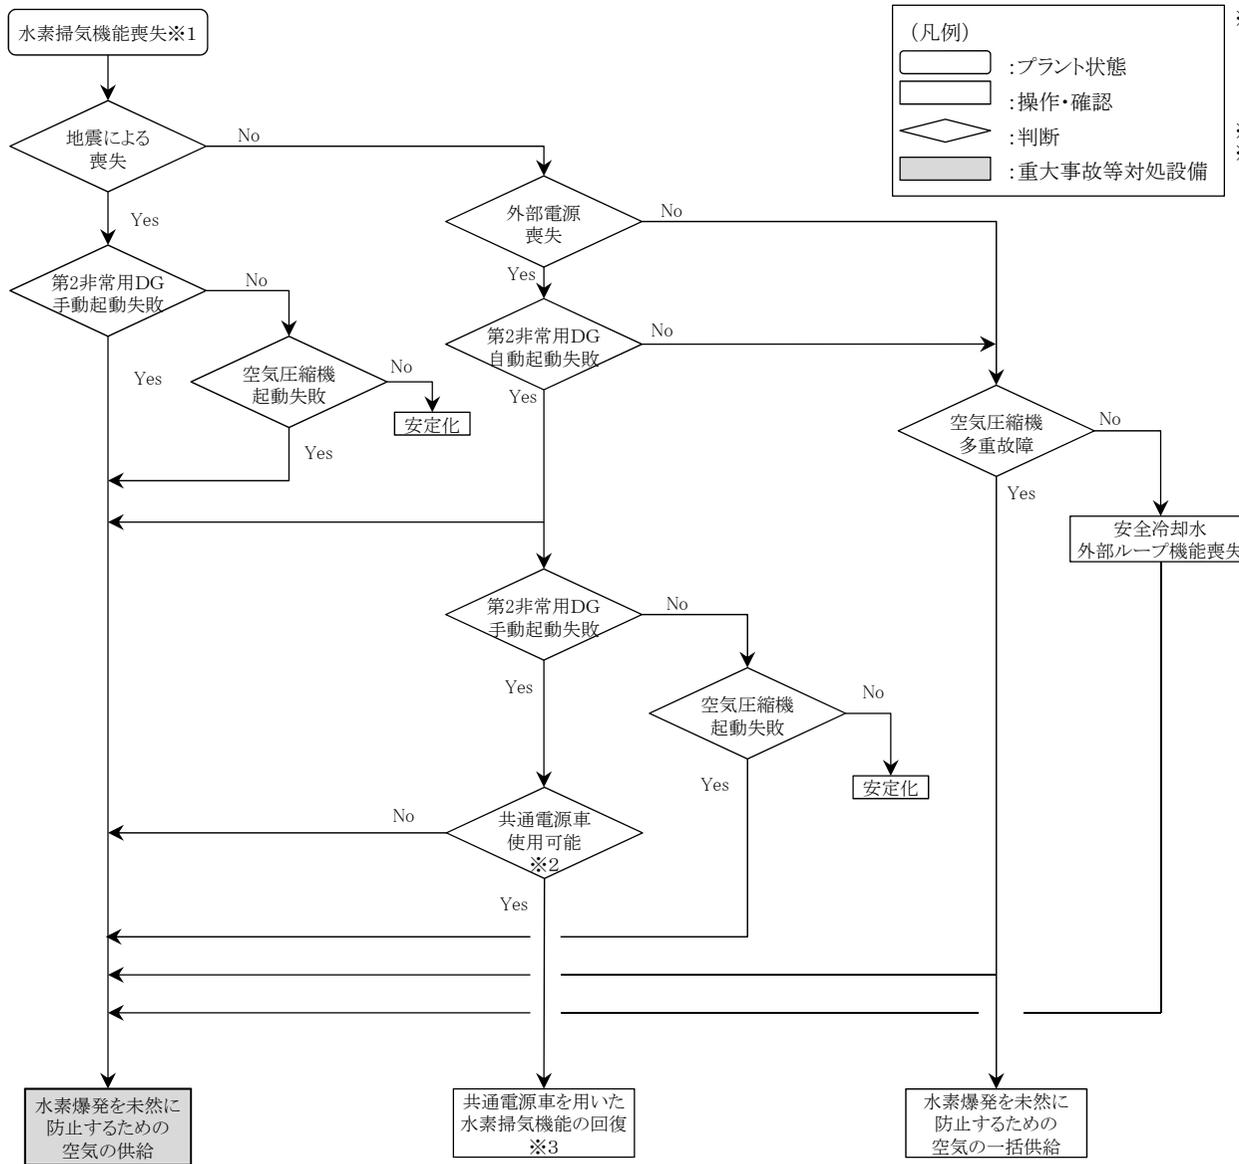 水素掃気機能喪失※1
(凡例)
:プラント状態
:操作・確認
:判断
:重大事故等対処設備
※
※
※
地震による
喪失
No
Yes
外部電源
喪失
No
Yes
第2非常用DG
手動起動失敗
No
Yes
第2非常用DG
自動起動失敗
No
Yes
空気圧縮機
起動失敗
No
Yes
安定化
空気圧縮機
多重故障
No
Yes
安全冷却水
外部ループ機能喪失
第2非常用DG
手動起動失敗
No
Yes
空気圧縮機
起動失敗
No
Yes
安定化
共通電源車
使用可能
※2
No
Yes
水素爆発を未然に
防止するための
空気の供給
共通電源車を用いた
水素掃気機能の回復
※3
水素爆発を未然に
防止するための
空気の一括供給